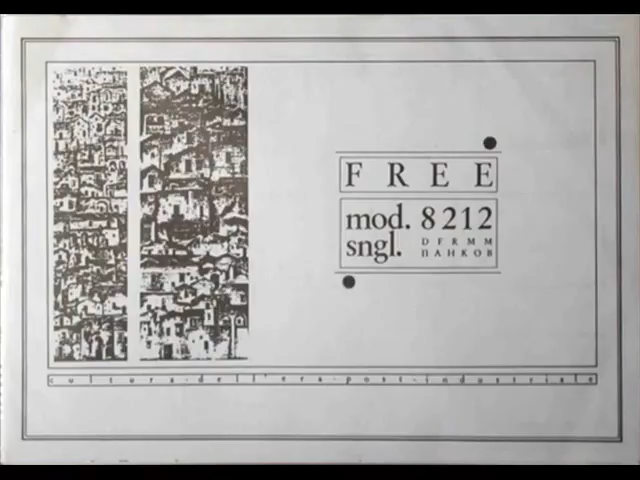 FREE
mod. 8212
sngl. DFRMM
ПАНКОВ
cultura·dell'era·post-industriale